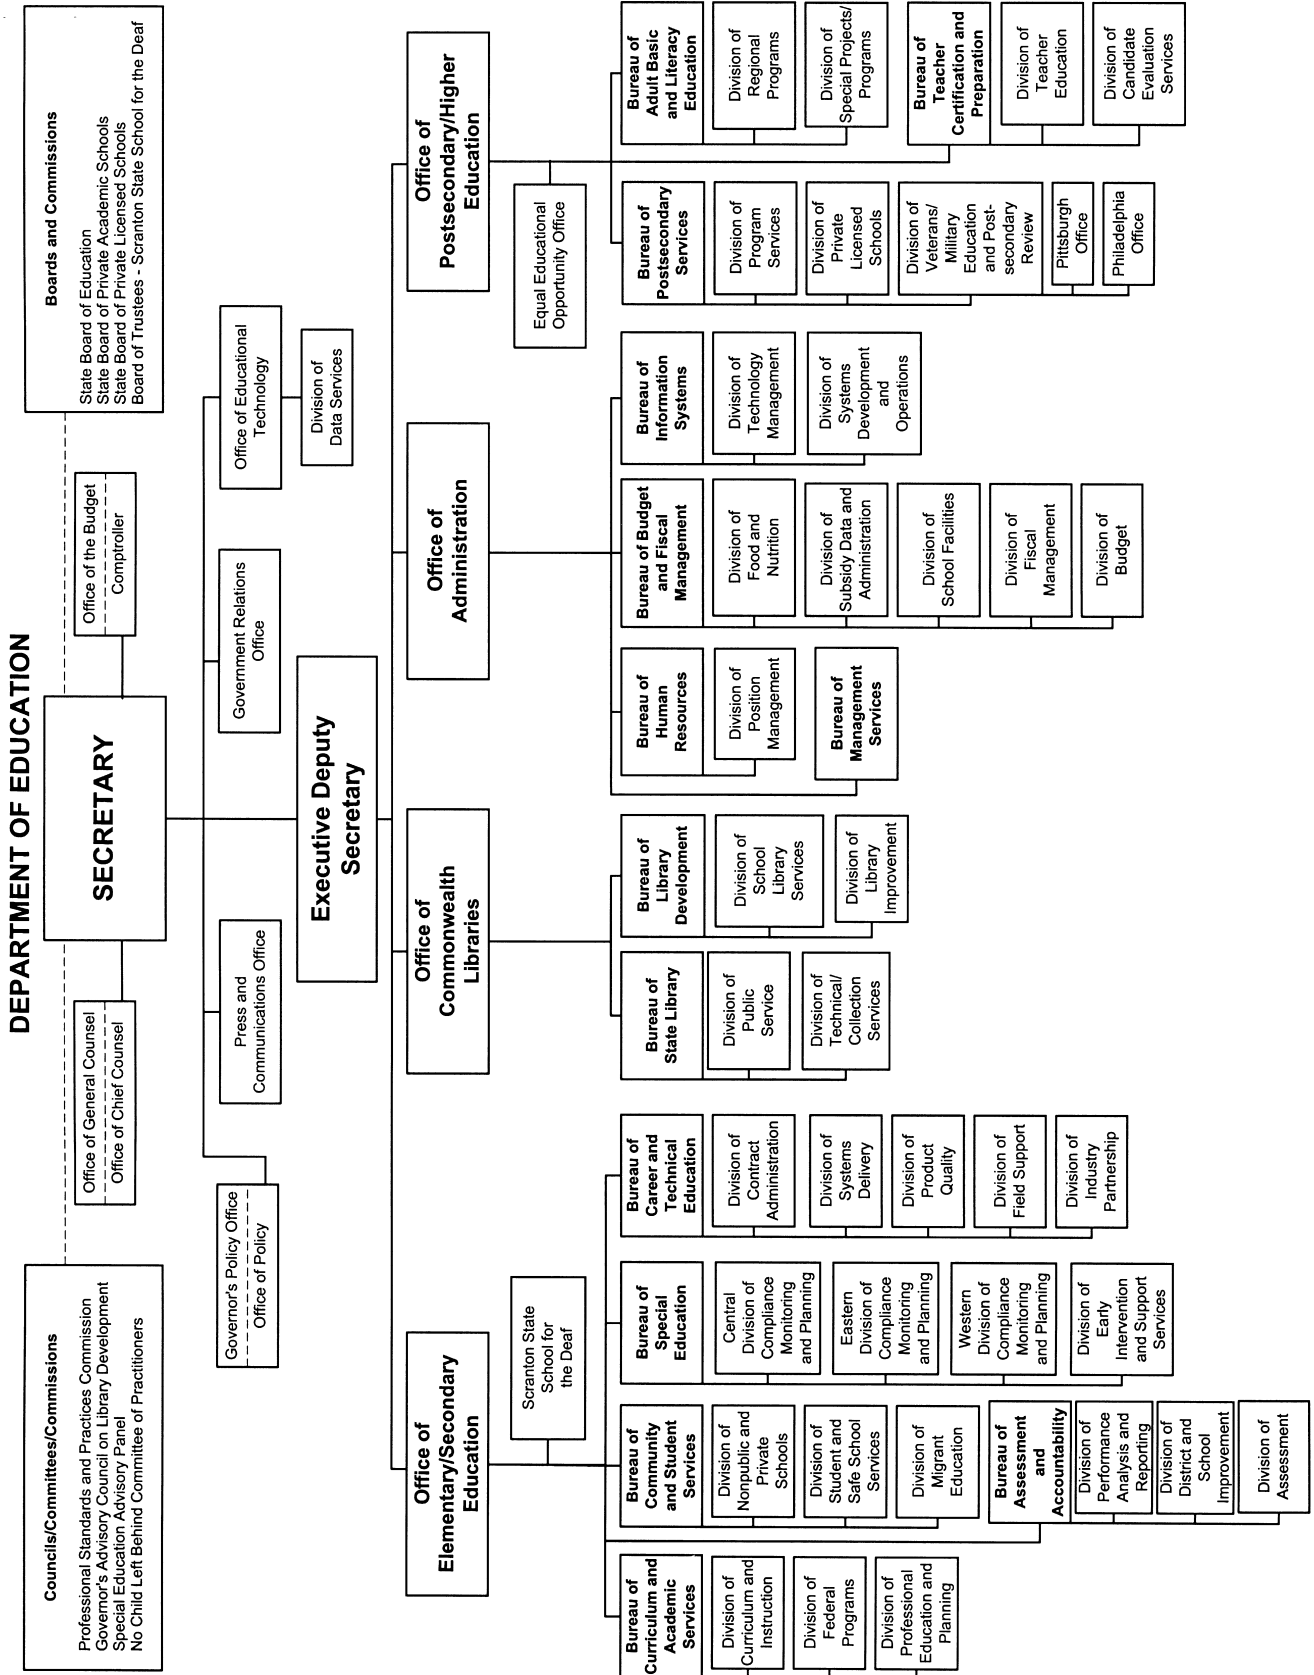 DEPARTMENT OF EDUCATION
Councils/Committees/Commissions
Professional Standards and Practices Commission
Governor's Advisory Council on Library Development
Special Education Advisory Panel
No Child Left Behind Committee of Practitioners
Office of General Counsel
Office of Chief Counsel
SECRETARY
Office of the Budget
Comptroller
Boards and Commissions
State Board of Education
State Board of Private Academic Schools
State Board of Private Licensed Schools
Board of Trustees - Scranton State School for the Deaf
Governor's Policy Office
Office of Policy
Press and
Communications Office
Government Relations
Office
Office of Educational
Technology
Division of
Data Services
Executive Deputy
Secretary
Office of
Elementary/Secondary
Education
Office of
Commonwealth
Libraries
Office of
Administration
Office of
Postsecondary/Higher
Education
Scranton State
School for
the Deaf
Equal Educational
Opportunity Office
Bureau of
Curriculum and
Academic
Services
Division of
Curriculum and
Instruction
Division of
Federal
Programs
Division of
Professional
Education and
Planning
Bureau of
Community
and Student
Services
Division of
Nonpublic and
Private
Schools
Division of
Student and
Safe School
Services
Division of
Migrant
Education
Bureau of
Assessment
and
Accountability
Division of
Performance
Analysis and
Reporting
Division of
District and
School
Improvement
Division of
Assessment
Bureau of
Special
Education
Central
Division of
Compliance
Monitoring
and Planning
Eastern
Division of
Compliance
Monitoring
and Planning
Western
Division of
Compliance
Monitoring
and Planning
Division of
Early
Intervention
and Support
Services
Bureau of
Career and
Technical
Education
Division of
Contract
Administration
Division of
Systems
Delivery
Division of
Product
Quality
Division of
Field Support
Division of
Industry
Partnership
Bureau of
State Library
Division of
Public
Service
Division of
Technical/
Collection
Services
Bureau of
Library
Development
Division of
School
Library
Services
Division of
Library
Improvement
Bureau of
Human
Resources
Division of
Position
Management
Bureau of
Management
Services
Bureau of Budget
and Fiscal
Management
Division of
Food and
Nutrition
Division of
Subsidy Data and
Administration
Division of
School Facilities
Division of
Fiscal
Management
Division of
Budget
Bureau of
Information
Systems
Division of
Technology
Management
Division of
Systems
Development
and
Operations
Bureau of
Postsecondary
Services
Division of
Program
Services
Division of
Private
Licensed
Schools
Division of
Veterans/
Military
Education
and Post-
secondary
Review
Pittsburgh
Office
Philadelphia
Office
Bureau of
Adult Basic
and Literacy
Education
Division of
Regional
Programs
Division of
Special Projects/
Programs
Bureau of
Teacher
Certification and
Preparation
Division of
Teacher
Education
Division of
Candidate
Evaluation
Services